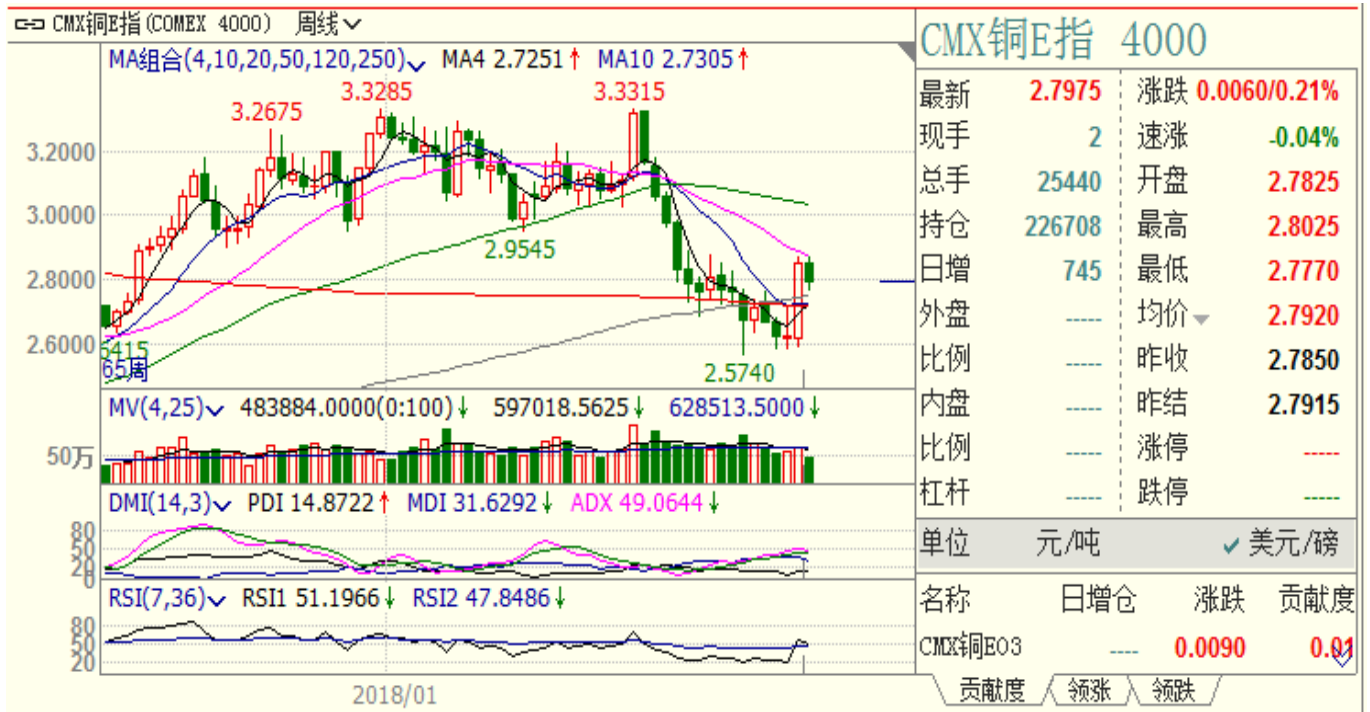 CMX铜E指(COMEX 4000) 周线
MA组合(4,10,20,50,120,250) MA4 2.7251↑ MA10 2.7305↑
3.3285
3.3315
3.2675
3.2000
3.0000
2.9545
2.8000
2.6000
65周
2.5740
MV(4,25) 483884.0000(0:100)↓ 597018.5625↓ 628513.5000↓
50万
DMI(14,3) PDI 14.8722↑ MDI 31.6292↓ ADX 49.0644↓
80
50
20
0
RSI(7,36) RSI1 51.1966↓ RSI2 47.8486↓
80
50
20
2018/01
CMX铜E指 4000
最新 2.7975 涨跌 0.0060/0.21%
现手 2 速涨 -0.04%
总手 25440 开盘 2.7825
持仓 226708 最高 2.8025
日增 745 最低 2.7770
外盘 ----- 均价 2.7920
比例 ----- 昨收 2.7850
内盘 ----- 昨结 2.7915
比例 ----- 涨停 -----
杠杆 ----- 跌停 -----
单位 元/吨 ✓ 美元/磅
名称 日增仓 涨跌 贡献度
CMX铜E03 ---- 0.0090 0.01
贡献度 领涨 领跌